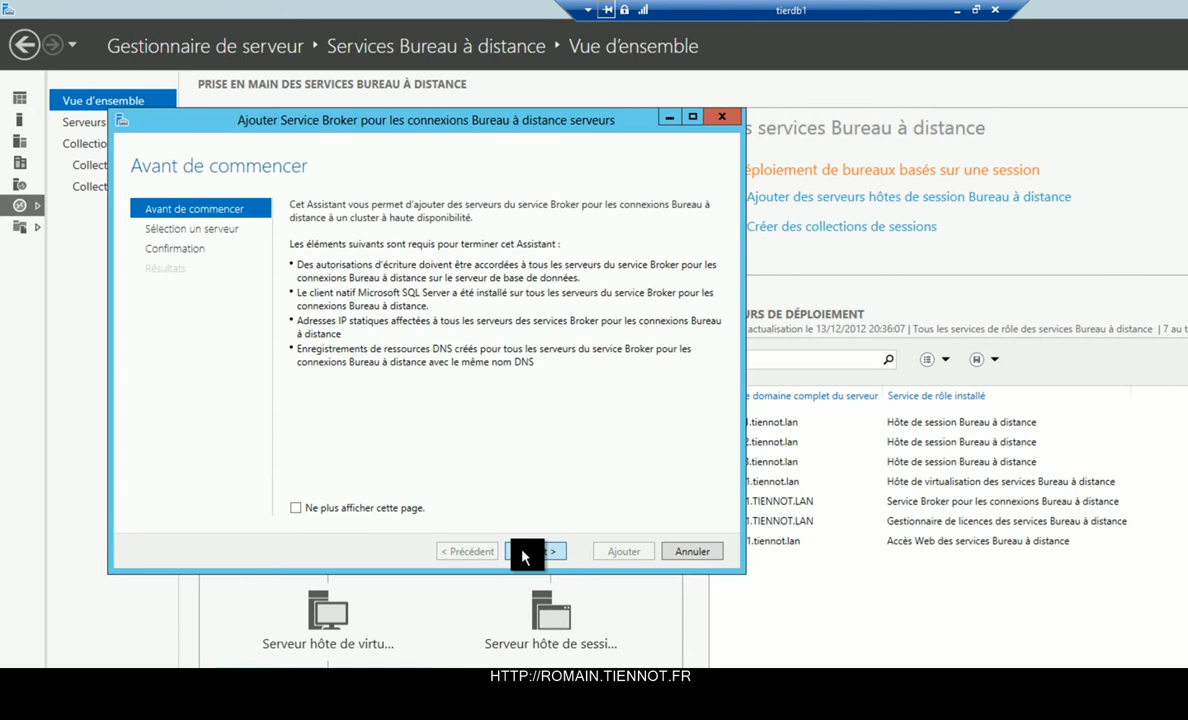 tierdb1
Gestionnaire de serveur ‣ Services Bureau à distance ‣ Vue d’ensemble
PRISE EN MAIN DES SERVICES BUREAU À DISTANCE
Vue d’ensemble
Serveurs
s services Bureau à distance
éploiement de bureaux basés sur une session
Ajouter des serveurs hôtes de session Bureau à distance
Créer des collections de sessions
Ajouter Service Broker pour les connexions Bureau à distance serveurs
Avant de commencer
Avant de commencer
Sélection un serveur
Confirmation
Résultats
Cet Assistant vous permet d’ajouter des serveurs du service Broker pour les connexions Bureau à
distance à un cluster à haute disponibilité.
Les éléments suivants sont requis pour terminer cet Assistant :
• Des autorisations d’écriture doivent être accordées à tous les serveurs du service Broker pour les
connexions Bureau à distance sur le serveur de base de données.
• Le client natif Microsoft SQL Server a été installé sur tous les serveurs du service Broker pour les
connexions Bureau à distance.
• Adresses IP statiques affectées à tous les serveurs des services Broker pour les connexions Bureau
à distance
• Enregistrements de ressources DNS créés pour tous les serveurs du service Broker pour les
connexions Bureau à distance avec le même nom DNS
Ne plus afficher cette page.
< Précédent
>
Ajouter
Annuler
RS DE DÉPLOIEMENT
actualisation le 13/12/2012 20:36:07 | Tous les services de rôle des services Bureau à distance | 7 au t
e domaine complet du serveur Service de rôle installé
.tiennot.lan Hôte de session Bureau à distance
2.tiennot.lan Hôte de session Bureau à distance
3.tiennot.lan Hôte de session Bureau à distance
1.tiennot.lan Hôte de virtualisation des services Bureau à distance
1.TIENNOT.LAN Service Broker pour les connexions Bureau à distance
1.TIENNOT.LAN Gestionnaire de licences des services Bureau à distance
1.tiennot.lan Accès Web des services Bureau à distance
Serveur hôte de virtu...
Serveur hôte de sessi...
HTTP://ROMAIN.TIENNOT.FR